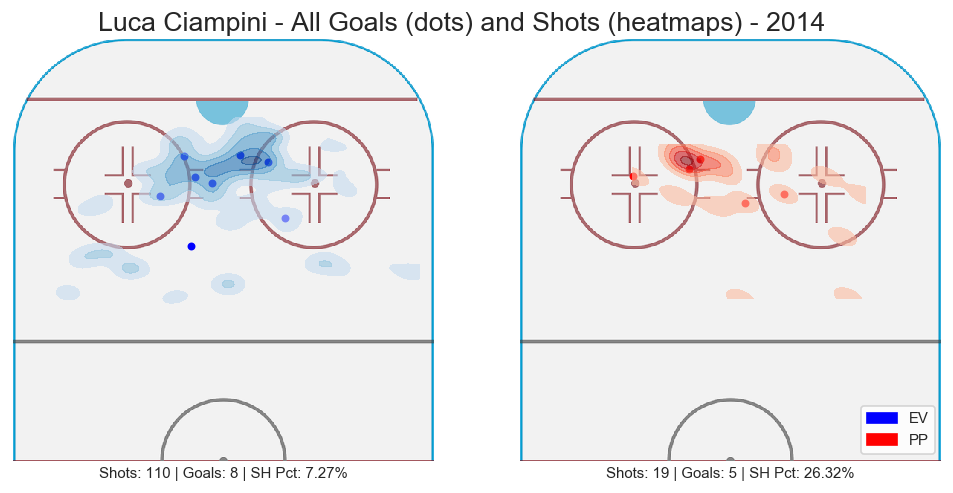 Luca Ciampini - All Goals (dots) and Shots (heatmaps) - 2014
EV
PP
Shots: 110 | Goals: 8 | SH Pct: 7.27%
Shots: 19 | Goals: 5 | SH Pct: 26.32%